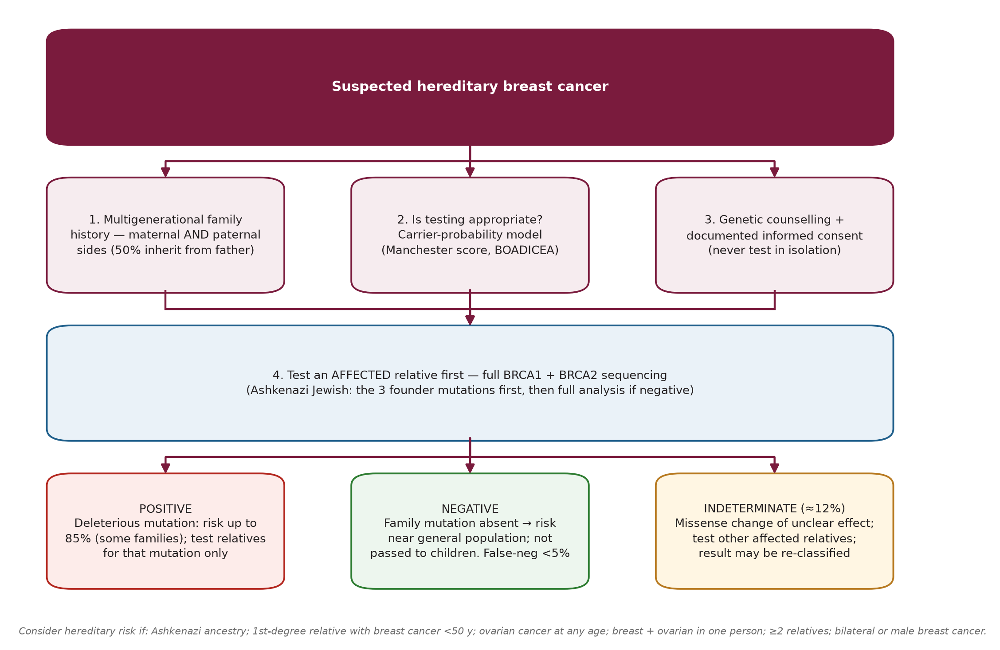 Suspected hereditary breast cancer
1. Multigenerational family
history — maternal AND paternal
sides (50% inherit from father)
2. Is testing appropriate?
Carrier-probability model
(Manchester score, BOADICEA)
3. Genetic counselling +
documented informed consent
(never test in isolation)
4. Test an AFFECTED relative first — full BRCA1 + BRCA2 sequencing
(Ashkenazi Jewish: the 3 founder mutations first, then full analysis if negative)
POSITIVE
Deleterious mutation: risk up to
85% (some families); test relatives
for that mutation only
NEGATIVE
Family mutation absent → risk
near general population; not
passed to children. False-neg <5%
INDETERMINATE (≈12%)
Missense change of unclear effect;
test other affected relatives;
result may be re-classified
Consider hereditary risk if: Ashkenazi ancestry; 1st-degree relative with breast cancer <50 y; ovarian cancer at any age; breast + ovarian in one person; ≥2 relatives; bilateral or male breast cancer.